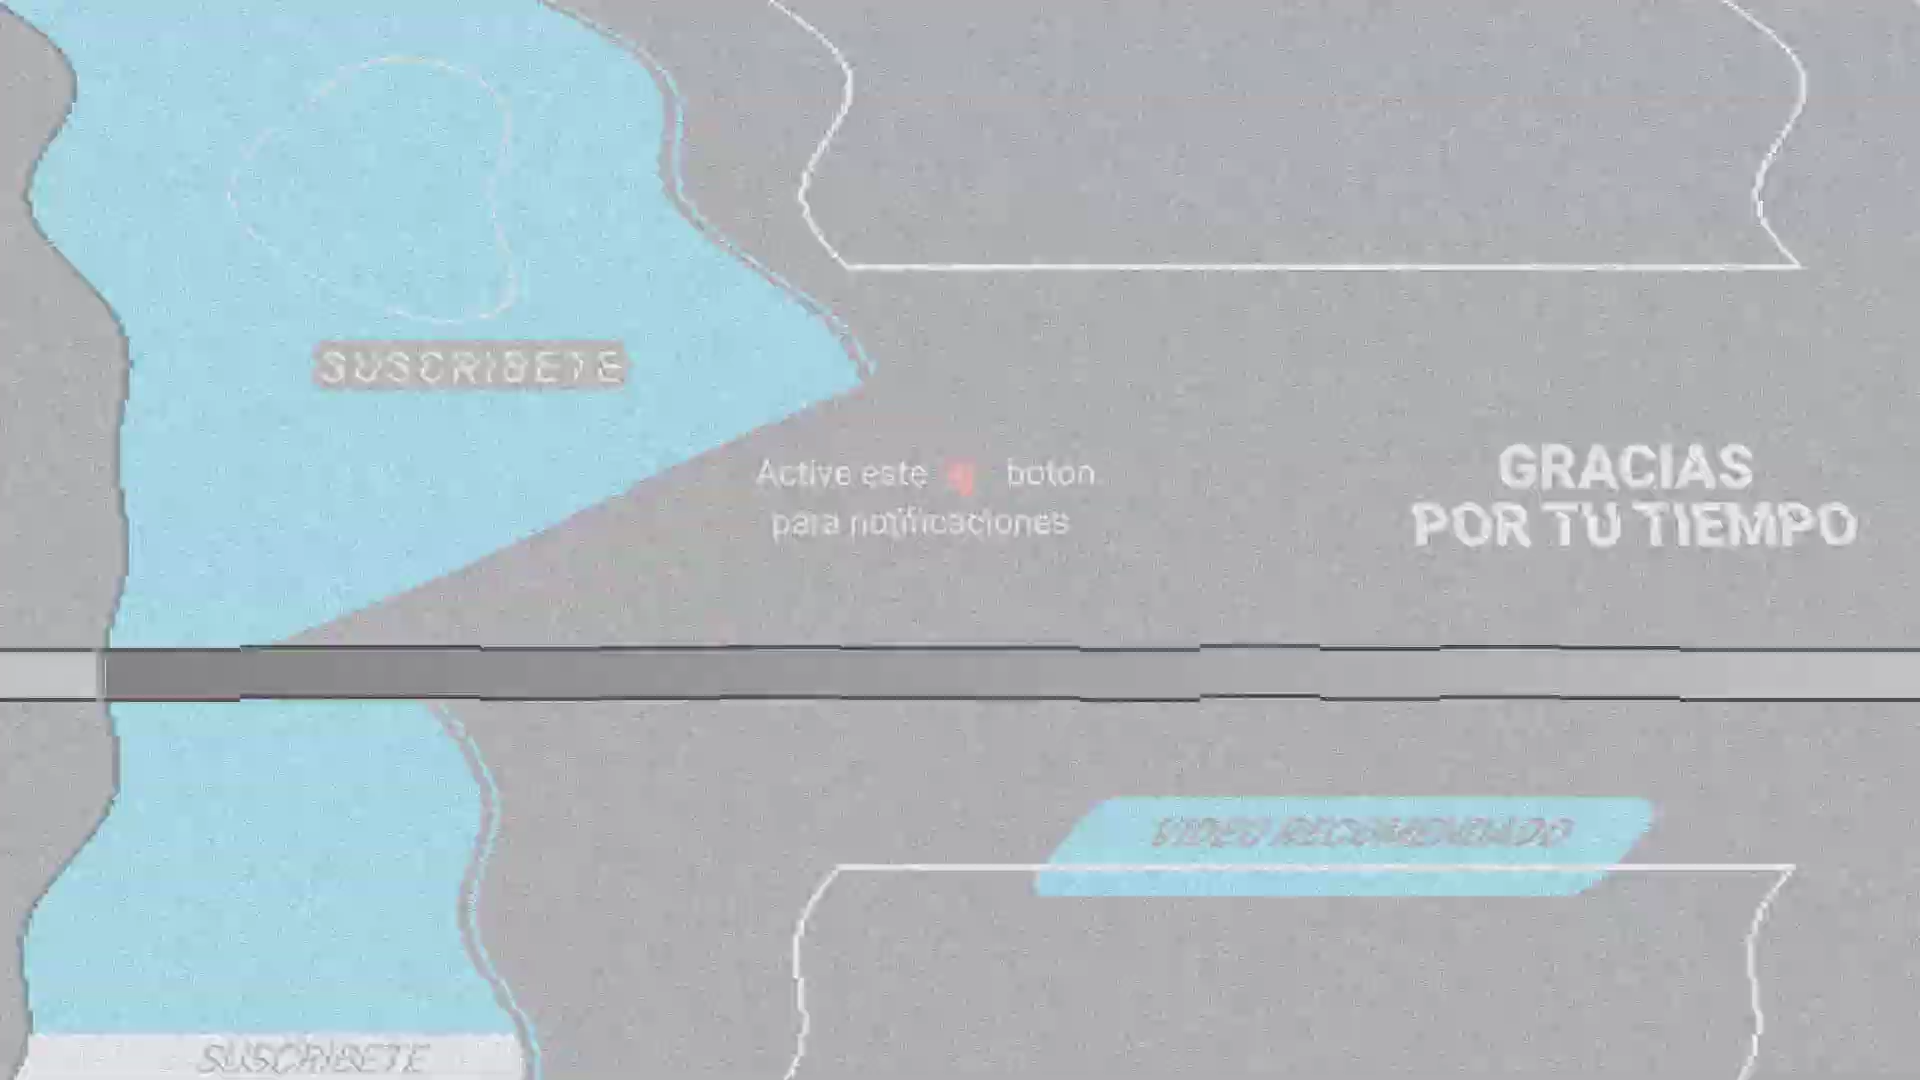 SUSCRIBETE
Active este boton
para notificaciones
GRACIAS
POR TU TIEMPO
VIDEO RECOMENDADO
SUSCRIBETE